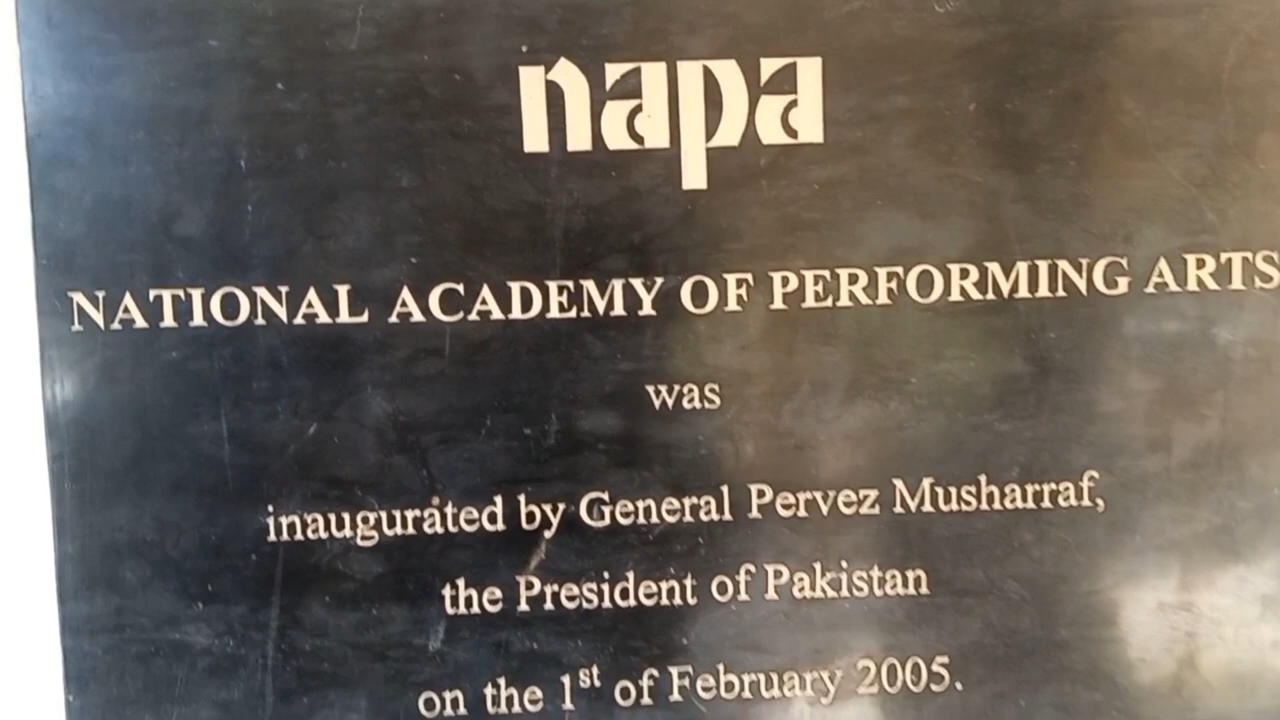 napa
NATIONAL ACADEMY OF PERFORMING ARTS
was
inaugurated by General Pervez Musharraf,
the President of Pakistan
on the 1st of February 2005.